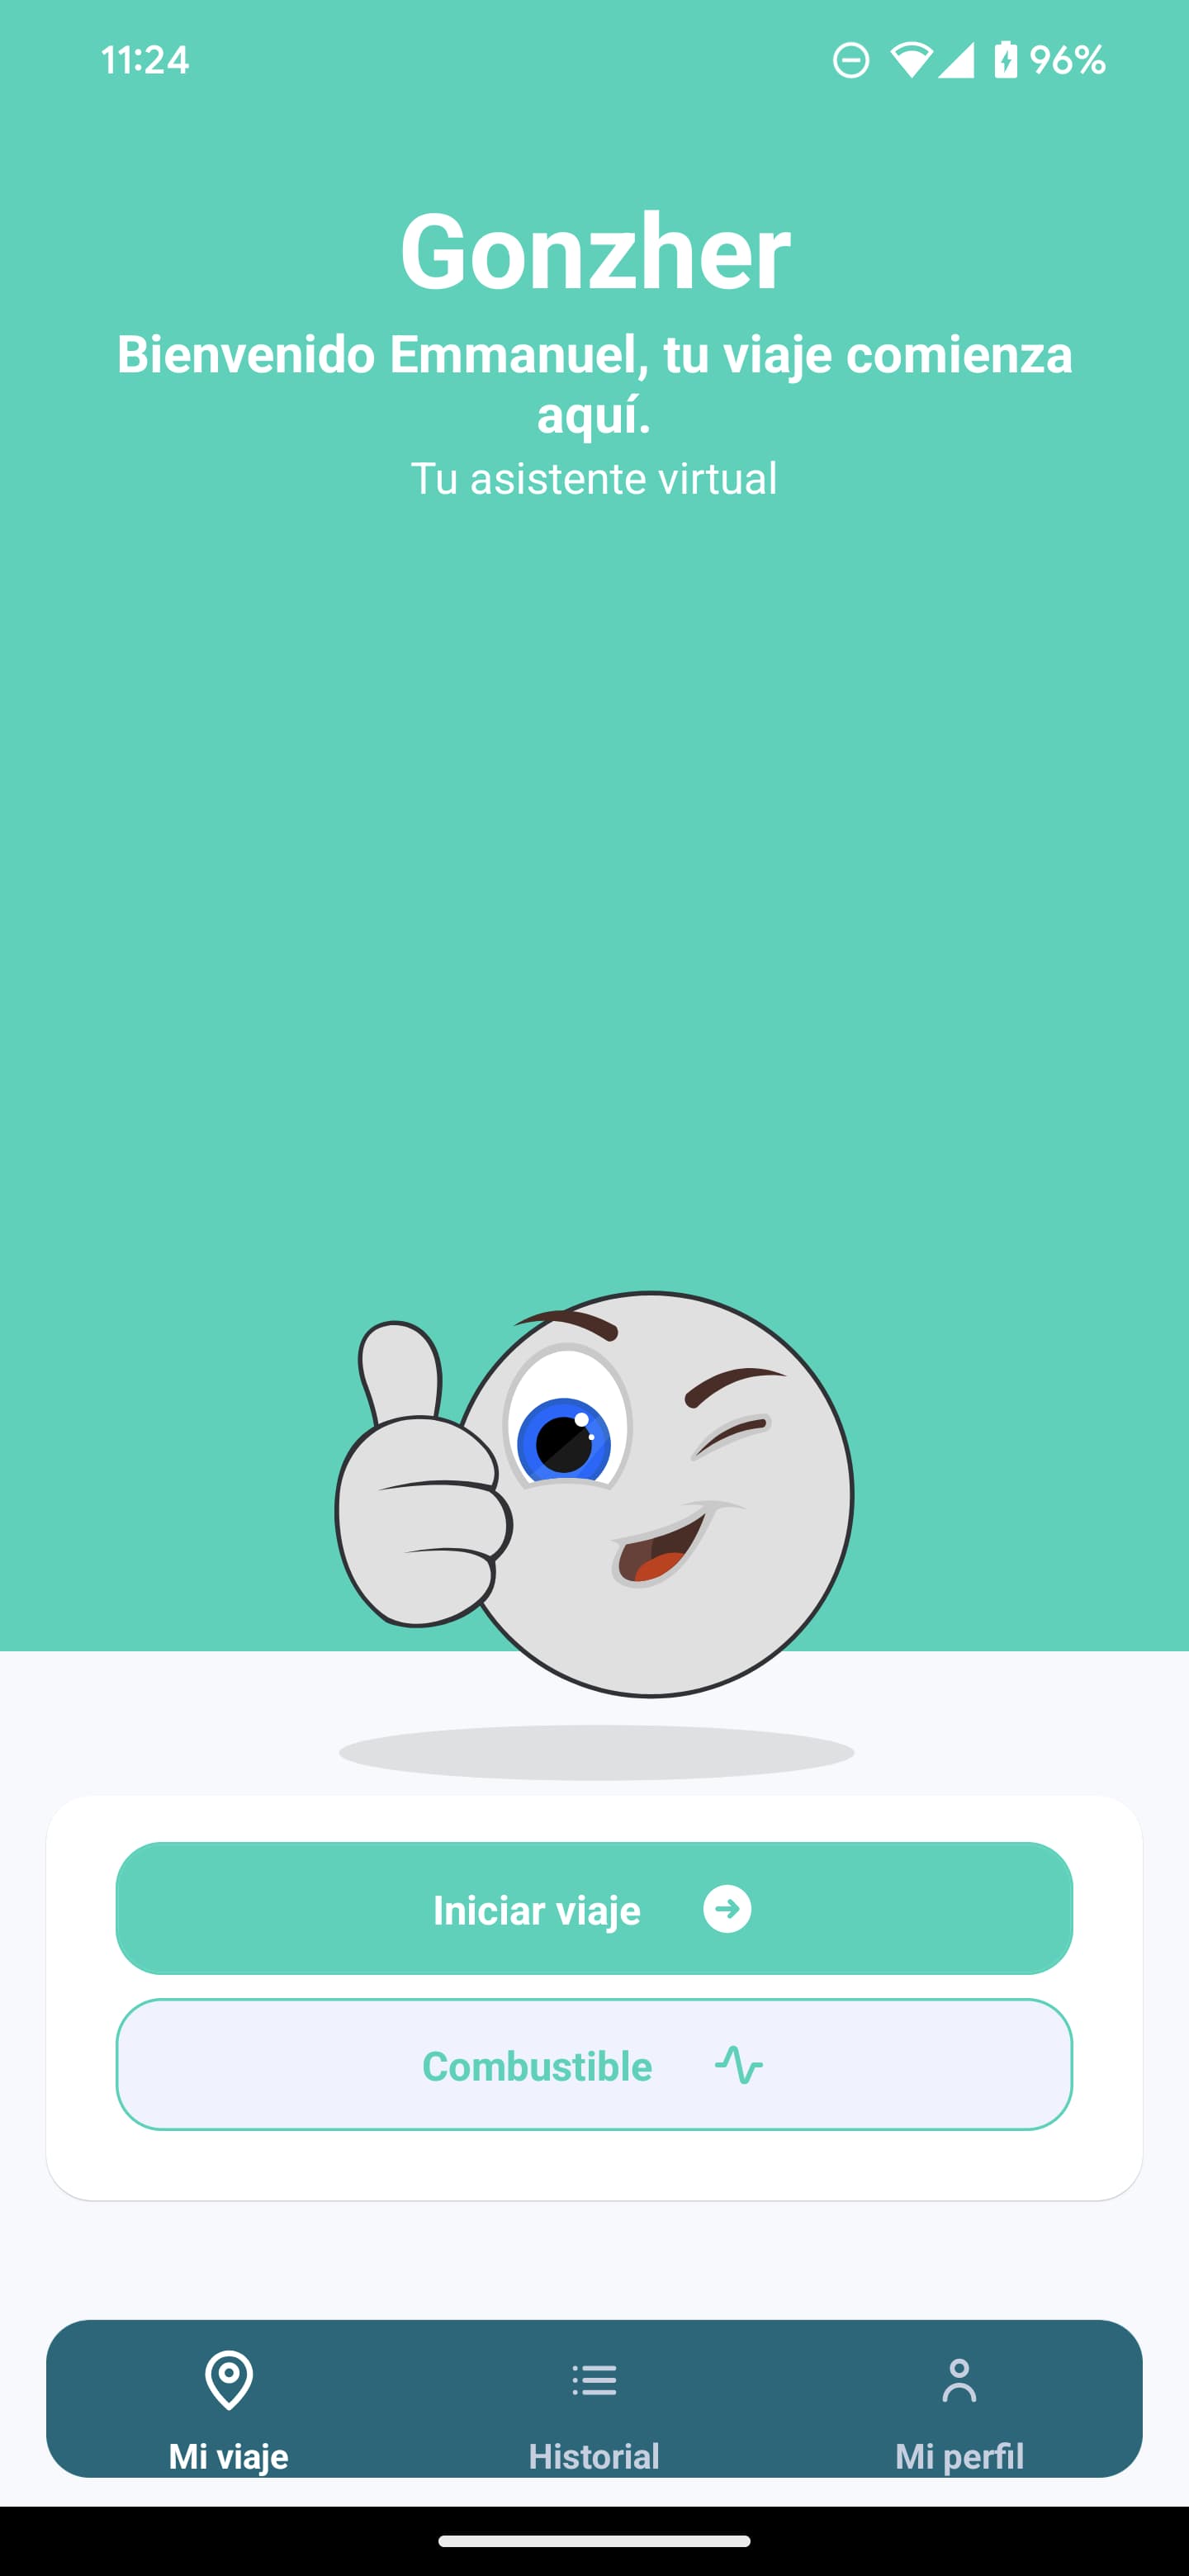 11:24
96%
Gonzher
Bienvenido Emmanuel, tu viaje comienza
aquí.
Tu asistente virtual
Iniciar viaje
Combustible
Mi viaje
Historial
Mi perfil